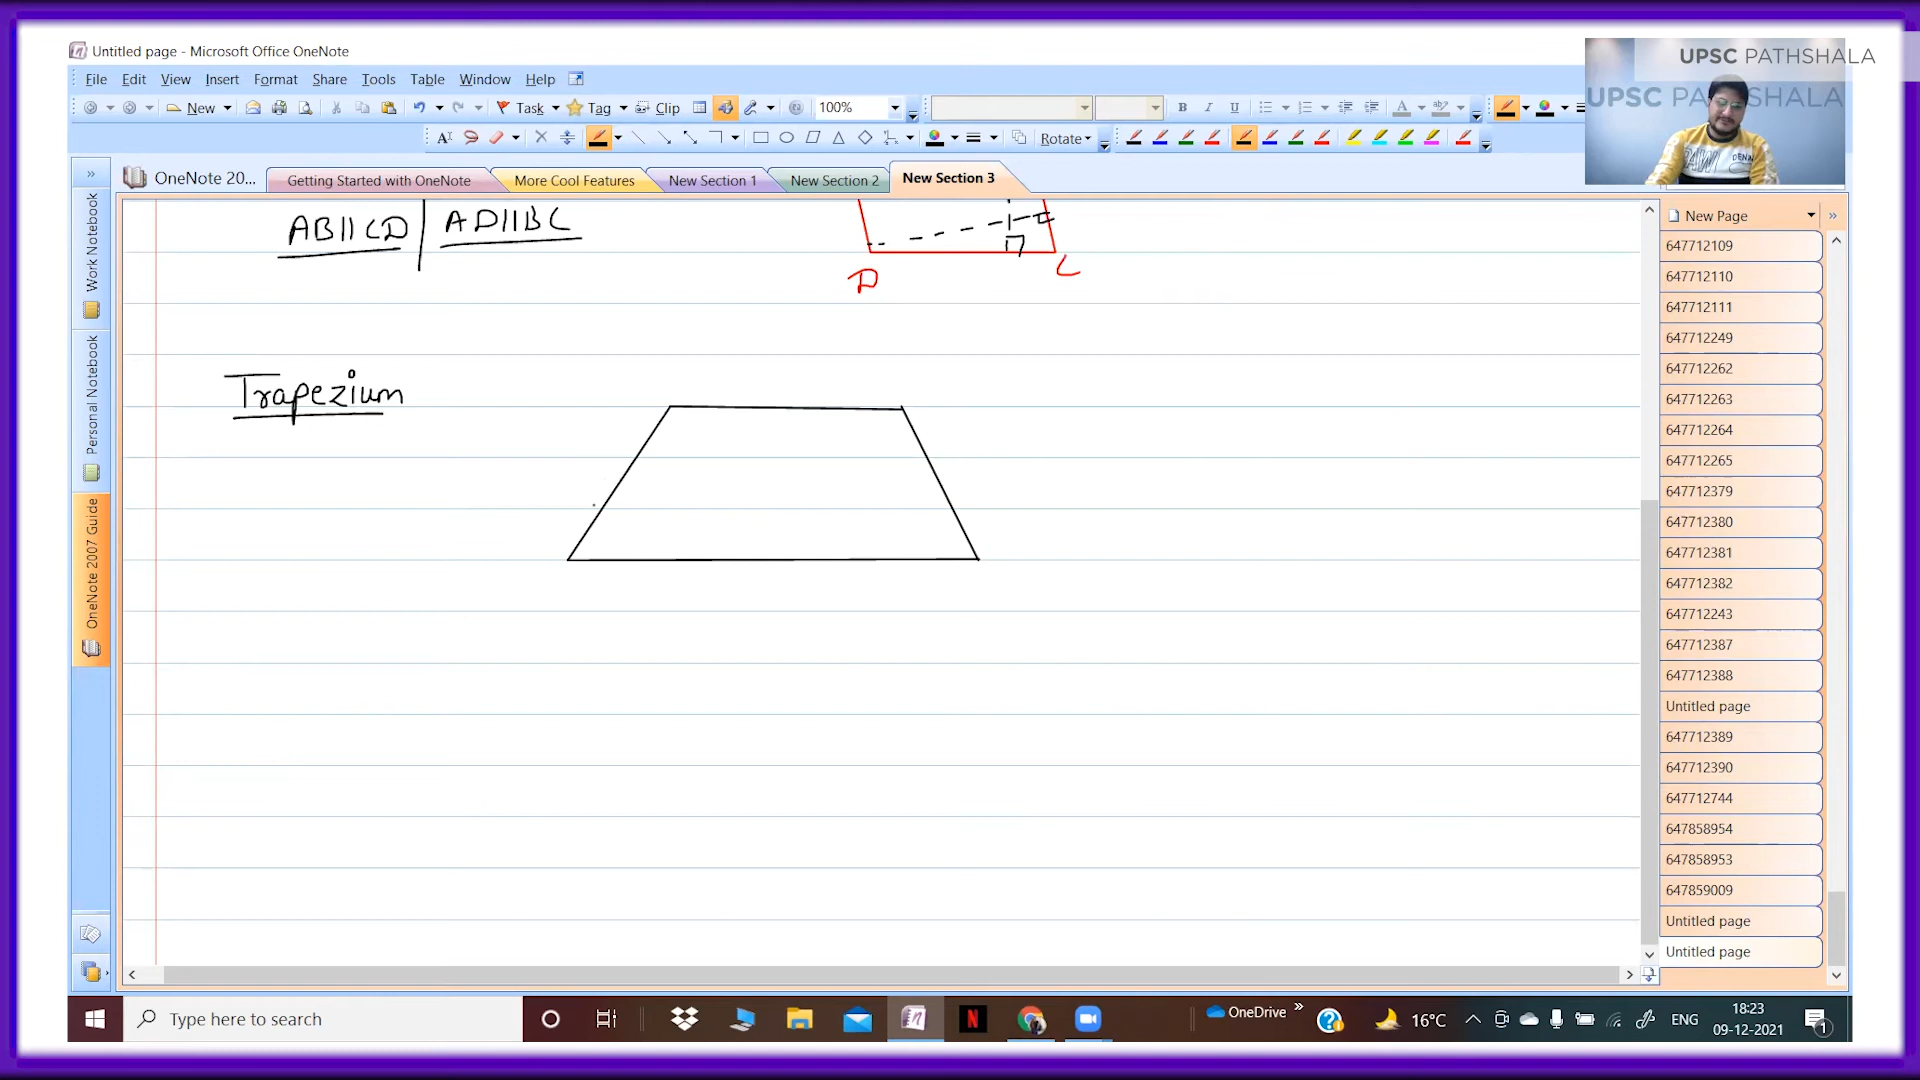 Untitled page - Microsoft Office OneNote
UPSC PATHSHALA
UPSC PATHSHALA
File Edit View Insert Format Share Tools Table Window Help
New Task Tag Clip 100% B I U A ab
A Rotate
OneNote 20... Getting Started with OneNote More Cool Features New Section 1 New Section 2 New Section 3
Work Notebook
Personal Notebook
OneNote 2007 Guide
AB||CD AD||BC
D C
Trapezium
New Page
647712109
647712110
647712111
647712249
647712262
647712263
647712264
647712265
647712379
647712380
647712381
647712382
647712243
647712387
647712388
Untitled page
647712389
647712390
647712744
647858954
647858953
647859009
Untitled page
Untitled page
Type here to search
OneDrive
16°C
ENG
18:23
09-12-2021
1